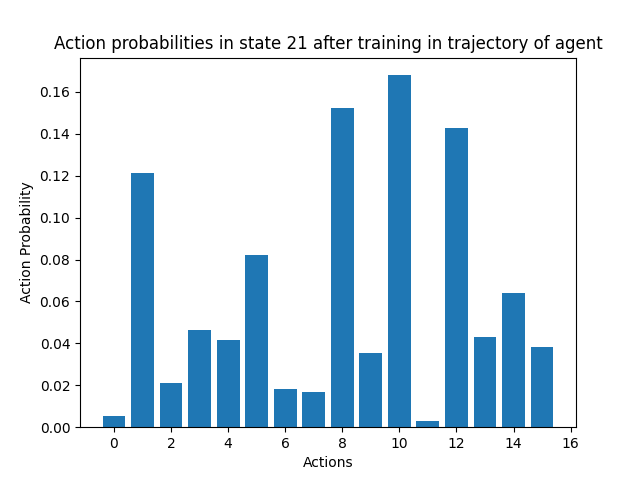 Action probabilities in state 21 after training in trajectory of agent
0.16
0.14
0.12
0.10
0.08
0.06
0.04
0.02
0.00
Action Probability
0 2 4 6 8 10 12 14 16
Actions